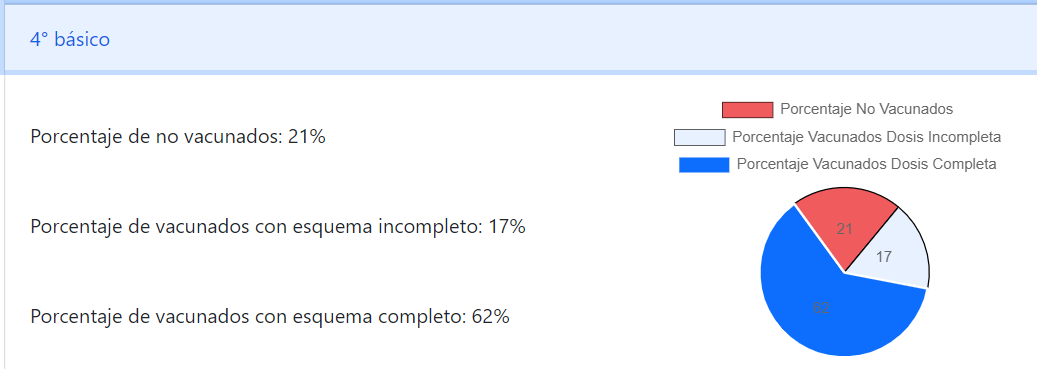 4° básico
Porcentaje de no vacunados: 21%
Porcentaje de vacunados con esquema incompleto: 17%
Porcentaje de vacunados con esquema completo: 62%
Porcentaje No Vacunados
Porcentaje Vacunados Dosis Incompleta
Porcentaje Vacunados Dosis Completa
21
17
62